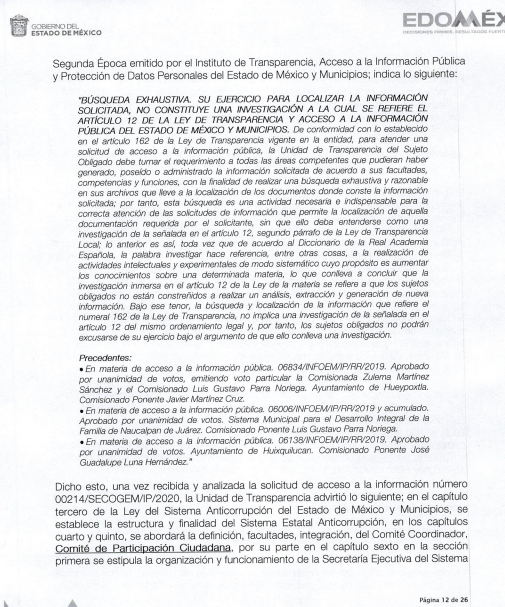 GOBIERNO DEL
ESTADO DE MÉXICO
EDOMÉX
DECISIONES FIRMES, RESULTADOS FUERTES
Segunda Época emitido por el Instituto de Transparencia, Acceso a la Información Pública
y Protección de Datos Personales del Estado de México y Municipios; indica lo siguiente:
"BÚSQUEDA EXHAUSTIVA. SU EJERCICIO PARA LOCALIZAR LA INFORMACIÓN
SOLICITADA, NO CONSTITUYE UNA INVESTIGACIÓN A LA CUAL SE REFIERE EL
ARTÍCULO 12 DE LA LEY DE TRANSPARENCIA Y ACCESO A LA INFORMACIÓN
PÚBLICA DEL ESTADO DE MÉXICO Y MUNICIPIOS. De conformidad con lo establecido
en el artículo 162 de la Ley de Transparencia vigente en la entidad, para atender una
solicitud de acceso a la información pública, la Unidad de Transparencia del Sujeto
Obligado debe turnar el requerimiento a todas las áreas competentes que pudieran haber
generado, poseído o administrado la información solicitada de acuerdo a sus facultades,
competencias y funciones, con la finalidad de realizar una búsqueda exhaustiva y razonable
en sus archivos que lleve a la localización de los documentos donde conste la información
solicitada; por tanto, esta búsqueda es una actividad necesaria e indispensable para la
correcta atención de las solicitudes de información que permite la localización de aquella
documentación requerida por el solicitante, sin que ello deba entenderse como una
investigación de la señalada en el artículo 12, segundo párrafo de la Ley de Transparencia
Local; lo anterior es así, toda vez que de acuerdo al Diccionario de la Real Academia
Española, la palabra investigar hace referencia, entre otras cosas, a la realización de
actividades intelectuales y experimentales de modo sistemático cuyo propósito es aumentar
los conocimientos sobre una determinada materia, lo que conlleva a concluir que la
investigación inmersa en el artículo 12 de la Ley de la materia se refiere a que los sujetos
obligados no están constreñidos a realizar un análisis, extracción y generación de nueva
información. Bajo ese tenor, la búsqueda y localización de la información que refiere el
numeral 162 de la Ley de Transparencia, no implica una investigación de la señalada en el
artículo 12 del mismo ordenamiento legal y, por tanto, los sujetos obligados no podrán
excusarse de su ejercicio bajo el argumento de que ello conlleva una investigación.
Precedentes:
• En materia de acceso a la información pública. 06834/INFOEM/IP/RR/2019. Aprobado
por unanimidad de votos, emitiendo voto particular la Comisionada Zulema Martínez
Sánchez y el Comisionado Luis Gustavo Parra Noriega. Ayuntamiento de Hueypoxtla.
Comisionado Ponente Javier Martínez Cruz.
• En materia de acceso a la información pública. 06006/INFOEM/IP/RR/2019 y acumulado.
Aprobado por unanimidad de votos. Sistema Municipal para el Desarrollo Integral de la
Familia de Naucalpan de Juárez. Comisionado Ponente Luis Gustavo Parra Noriega.
• En materia de acceso a la información pública. 06138/INFOEM/IP/RR/2019. Aprobado
por unanimidad de votos. Ayuntamiento de Huixquilucan. Comisionado Ponente José
Guadalupe Luna Hernández."
Dicho esto, una vez recibida y analizada la solicitud de acceso a la información número
00214/SECOGEM/IP/2020, la Unidad de Transparencia advirtió lo siguiente; en el capítulo
tercero de la Ley del Sistema Anticorrupción del Estado de México y Municipios, se
establece la estructura y finalidad del Sistema Estatal Anticorrupción, en los capítulos
cuarto y quinto, se abordará la definición, facultades, integración, del Comité Coordinador,
Comité de Participación Ciudadana, por su parte en el capítulo sexto en la sección
primera se estipula la organización y funcionamiento de la Secretaría Ejecutiva del Sistema
Página 12 de 26